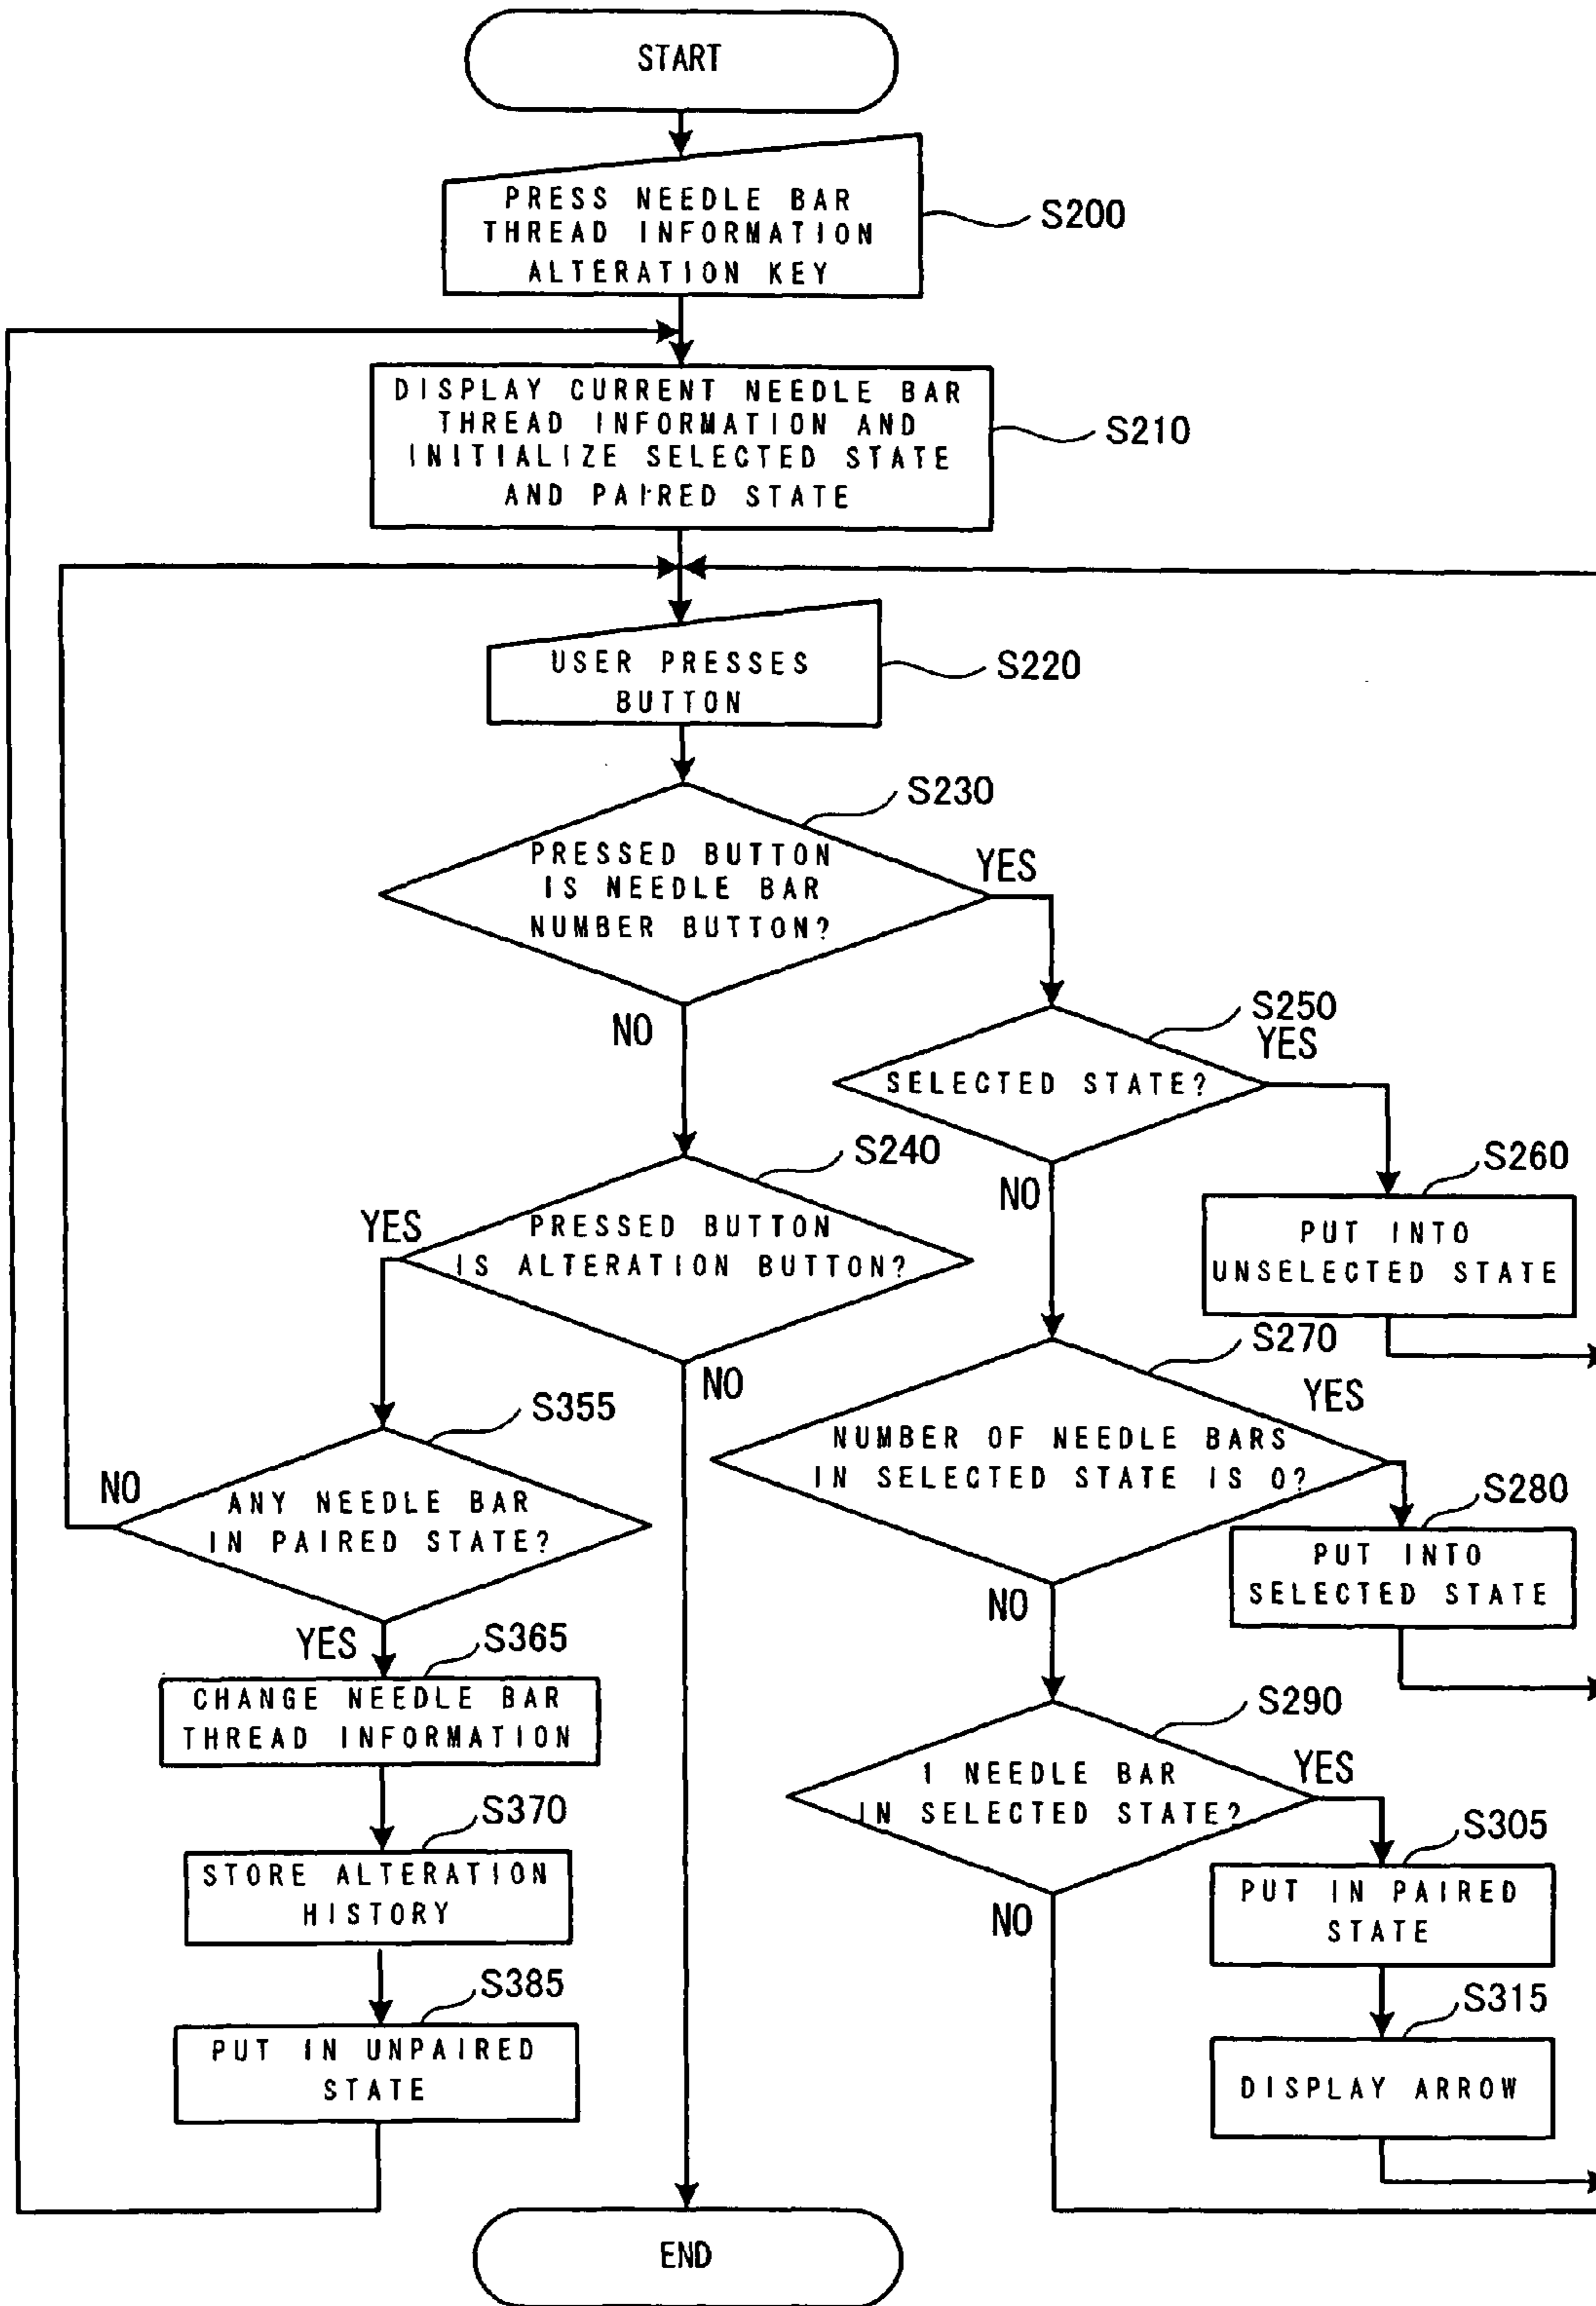 START
PRESS NEEDLE BAR
THREAD INFORMATION
ALTERATION KEY
S200
DISPLAY CURRENT NEEDLE BAR
THREAD INFORMATION AND
INITIALIZE SELECTED STATE
AND PAIRED STATE
S210
USER PRESSES
BUTTON
S220
S230
PRESSED BUTTON
IS NEEDLE BAR
NUMBER BUTTON?
YES
NO
S250
YES
SELECTED STATE?
NO
S240
YES
PRESSED BUTTON
IS ALTERATION BUTTON?
NO
S260
PUT INTO
UNSELECTED STATE
S270
YES
NUMBER OF NEEDLE BARS
IN SELECTED STATE IS 0?
NO
S355
NO
ANY NEEDLE BAR
IN PAIRED STATE?
YES
S280
PUT INTO
SELECTED STATE
S365
CHANGE NEEDLE BAR
THREAD INFORMATION
S290
YES
1 NEEDLE BAR
IN SELECTED STATE?
NO
S370
STORE ALTERATION
HISTORY
S305
PUT IN PAIRED
STATE
S385
PUT IN UNPAIRED
STATE
S315
DISPLAY ARROW
END